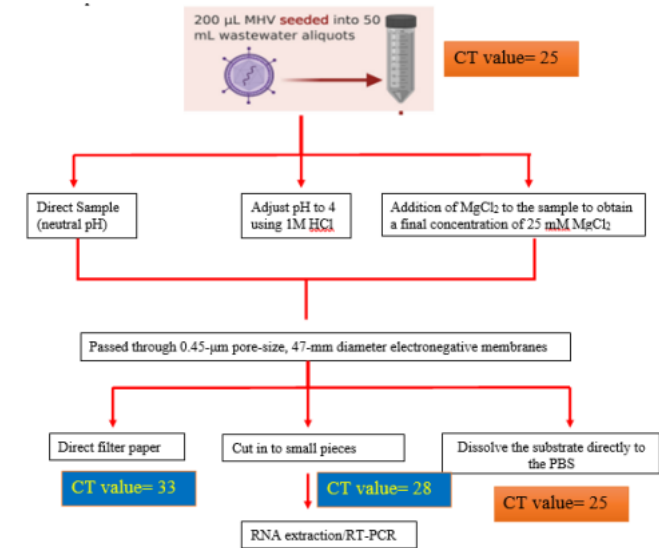 200 µL MHV seeded into 50
mL wastewater aliquots
CT value= 25
Direct Sample
(neutral pH)
Adjust pH to 4
using 1M HCl
Addition of MgCl2 to the sample to obtain
a final concentration of 25 mM MgCl2
Passed through 0.45-µm pore-size, 47-mm diameter electronegative membranes
Direct filter paper
Cut in to small pieces
Dissolve the substrate directly to
the PBS
CT value= 33
CT value= 28
CT value= 25
RNA extraction/RT-PCR